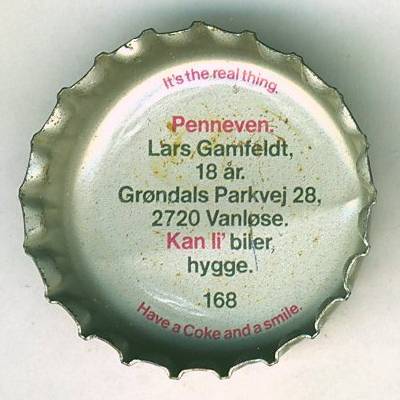 It's the real thing.
Penneven.
Lars Gamfeldt,
18 år.
Grøndals Parkvej 28,
2720 Vanløse.
Kan li' biler,
hygge.
168
Have a Coke and a smile.